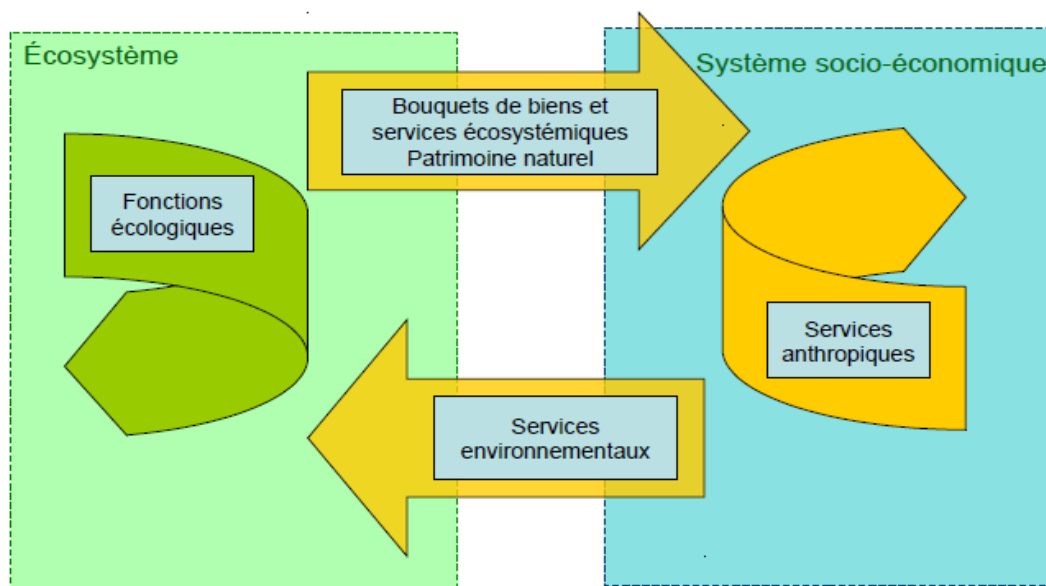 Écosystème
Système socio-économique
Bouquets de biens et
services écosystémiques
Patrimoine naturel
Fonctions
écologiques
Services
anthropiques
Services
environnementaux